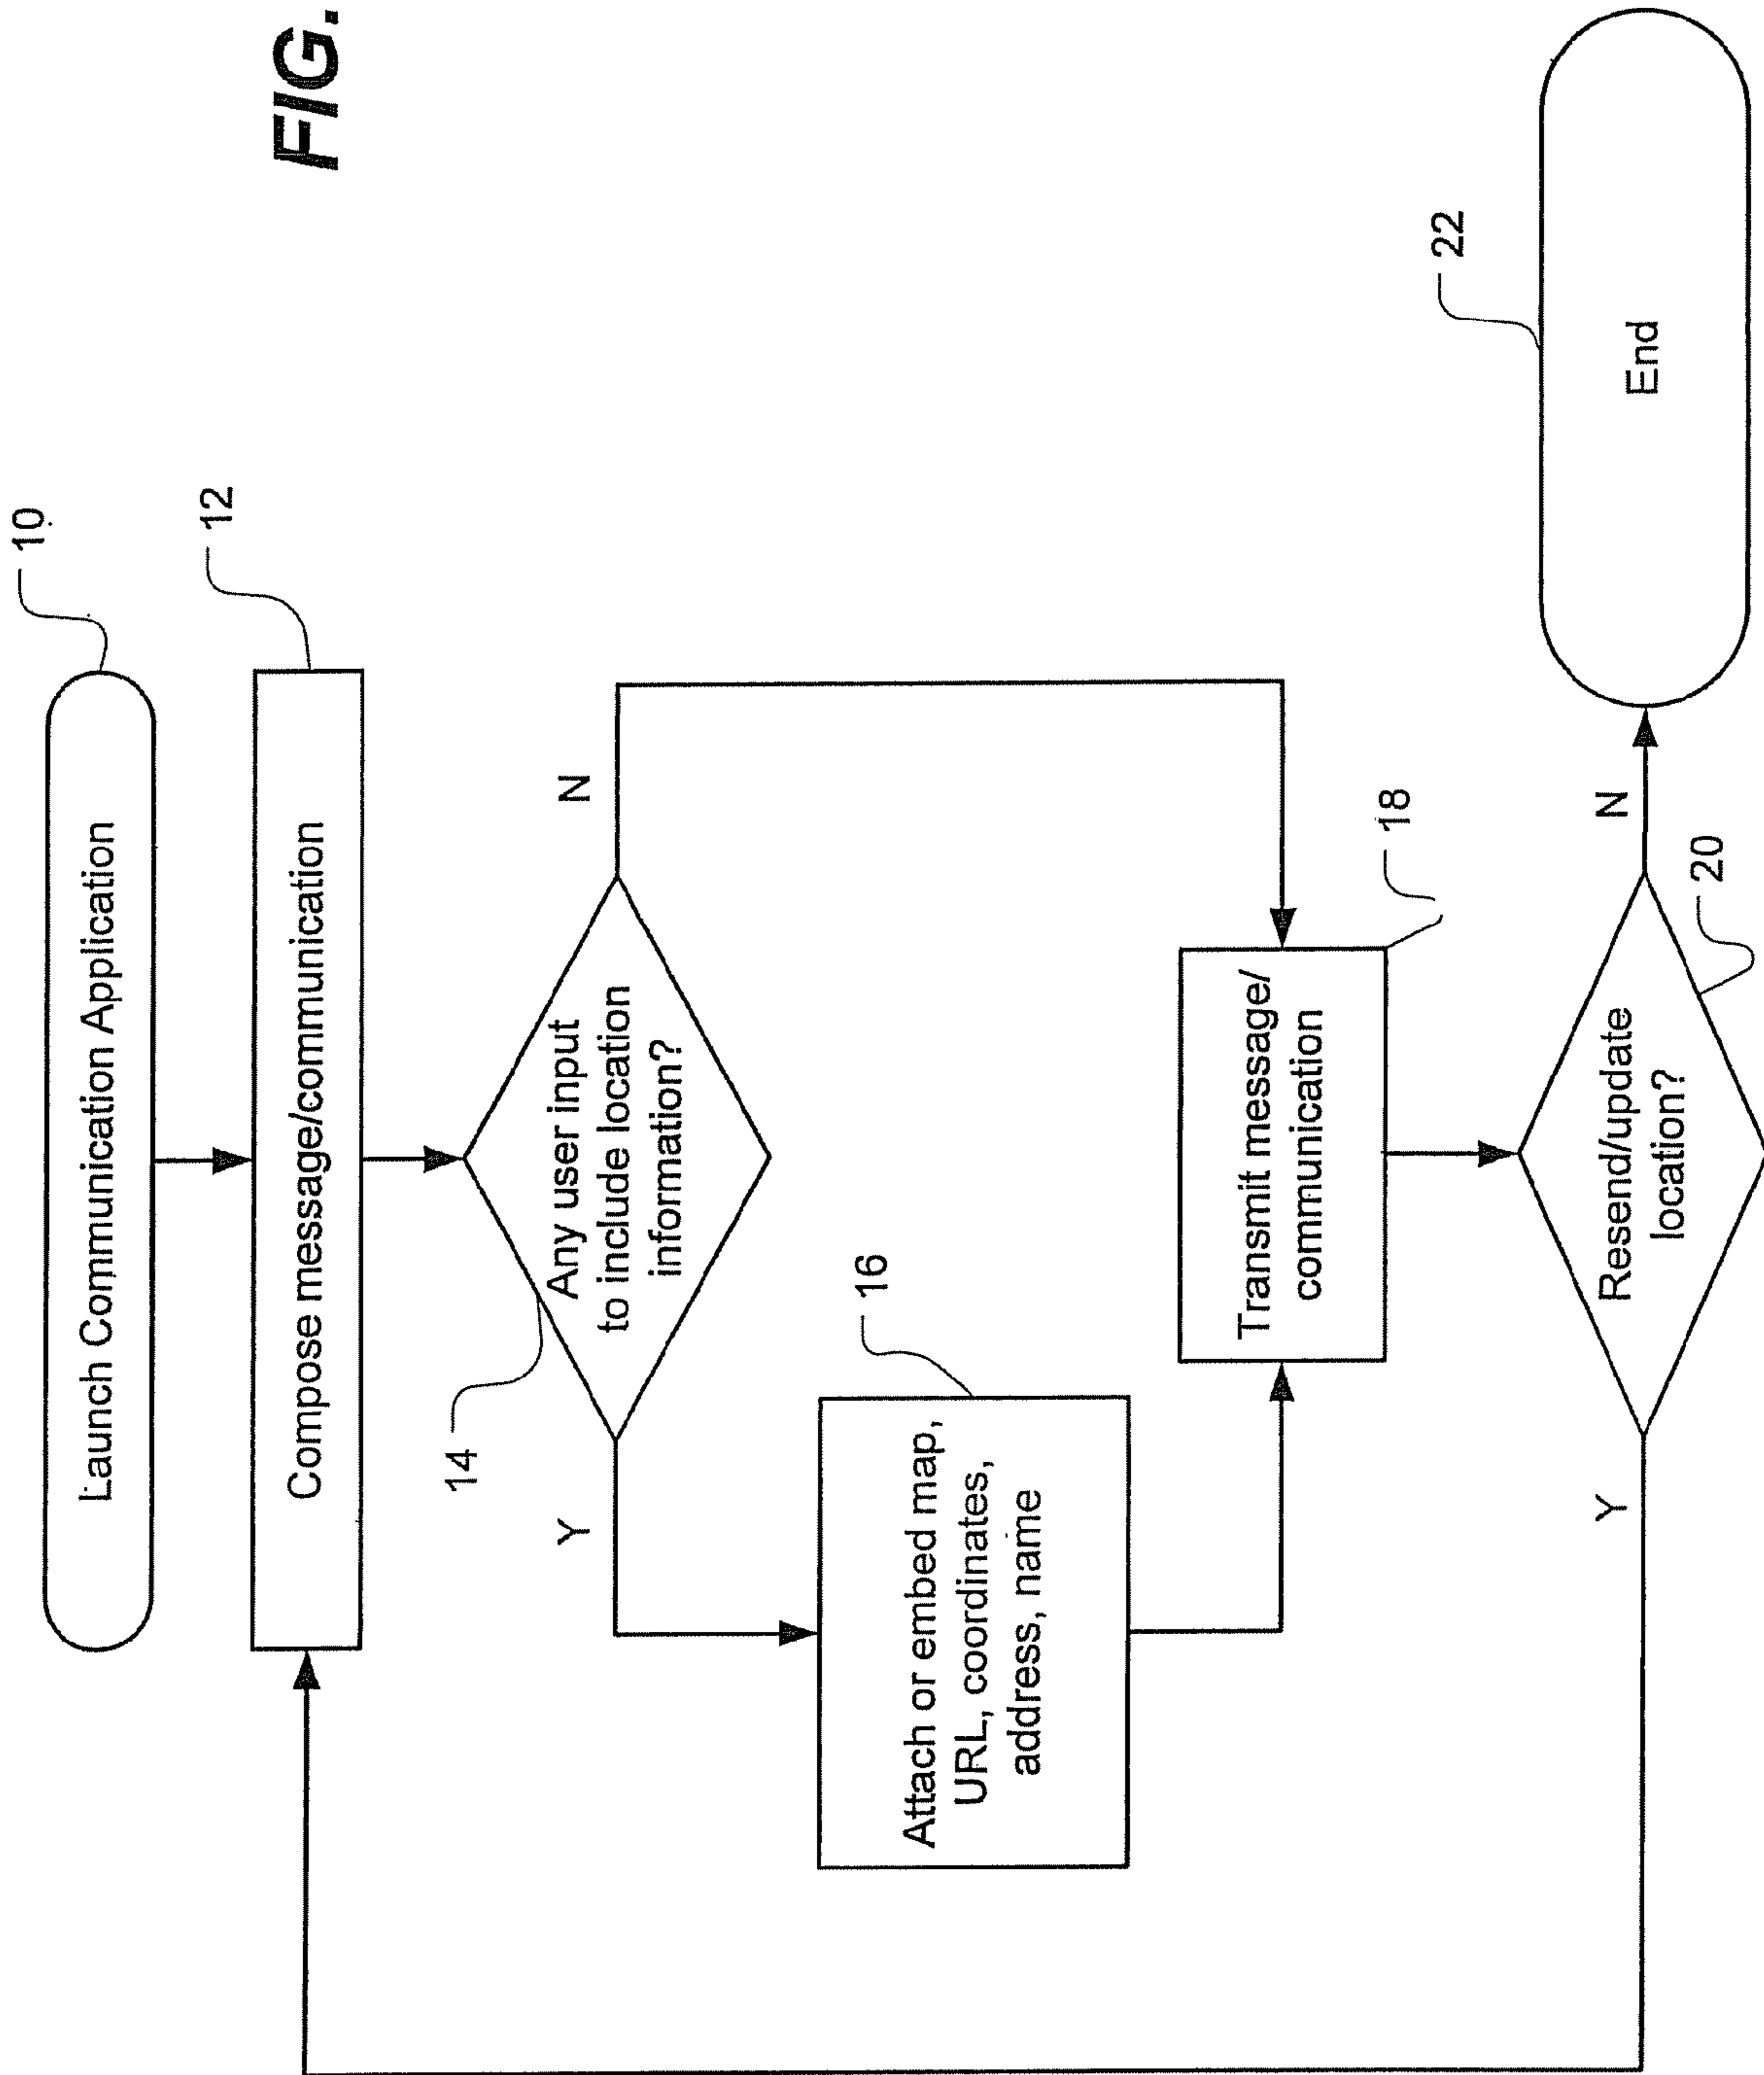 FIG.
10
Launch Communication Application
12
Compose message/communication
14
Any user input
to include location
information?
Y
N
16
Attach or embed map,
URL, coordinates,
address, name
18
Transmit message/
communication
20
Resend/update
location?
Y
N
22
End